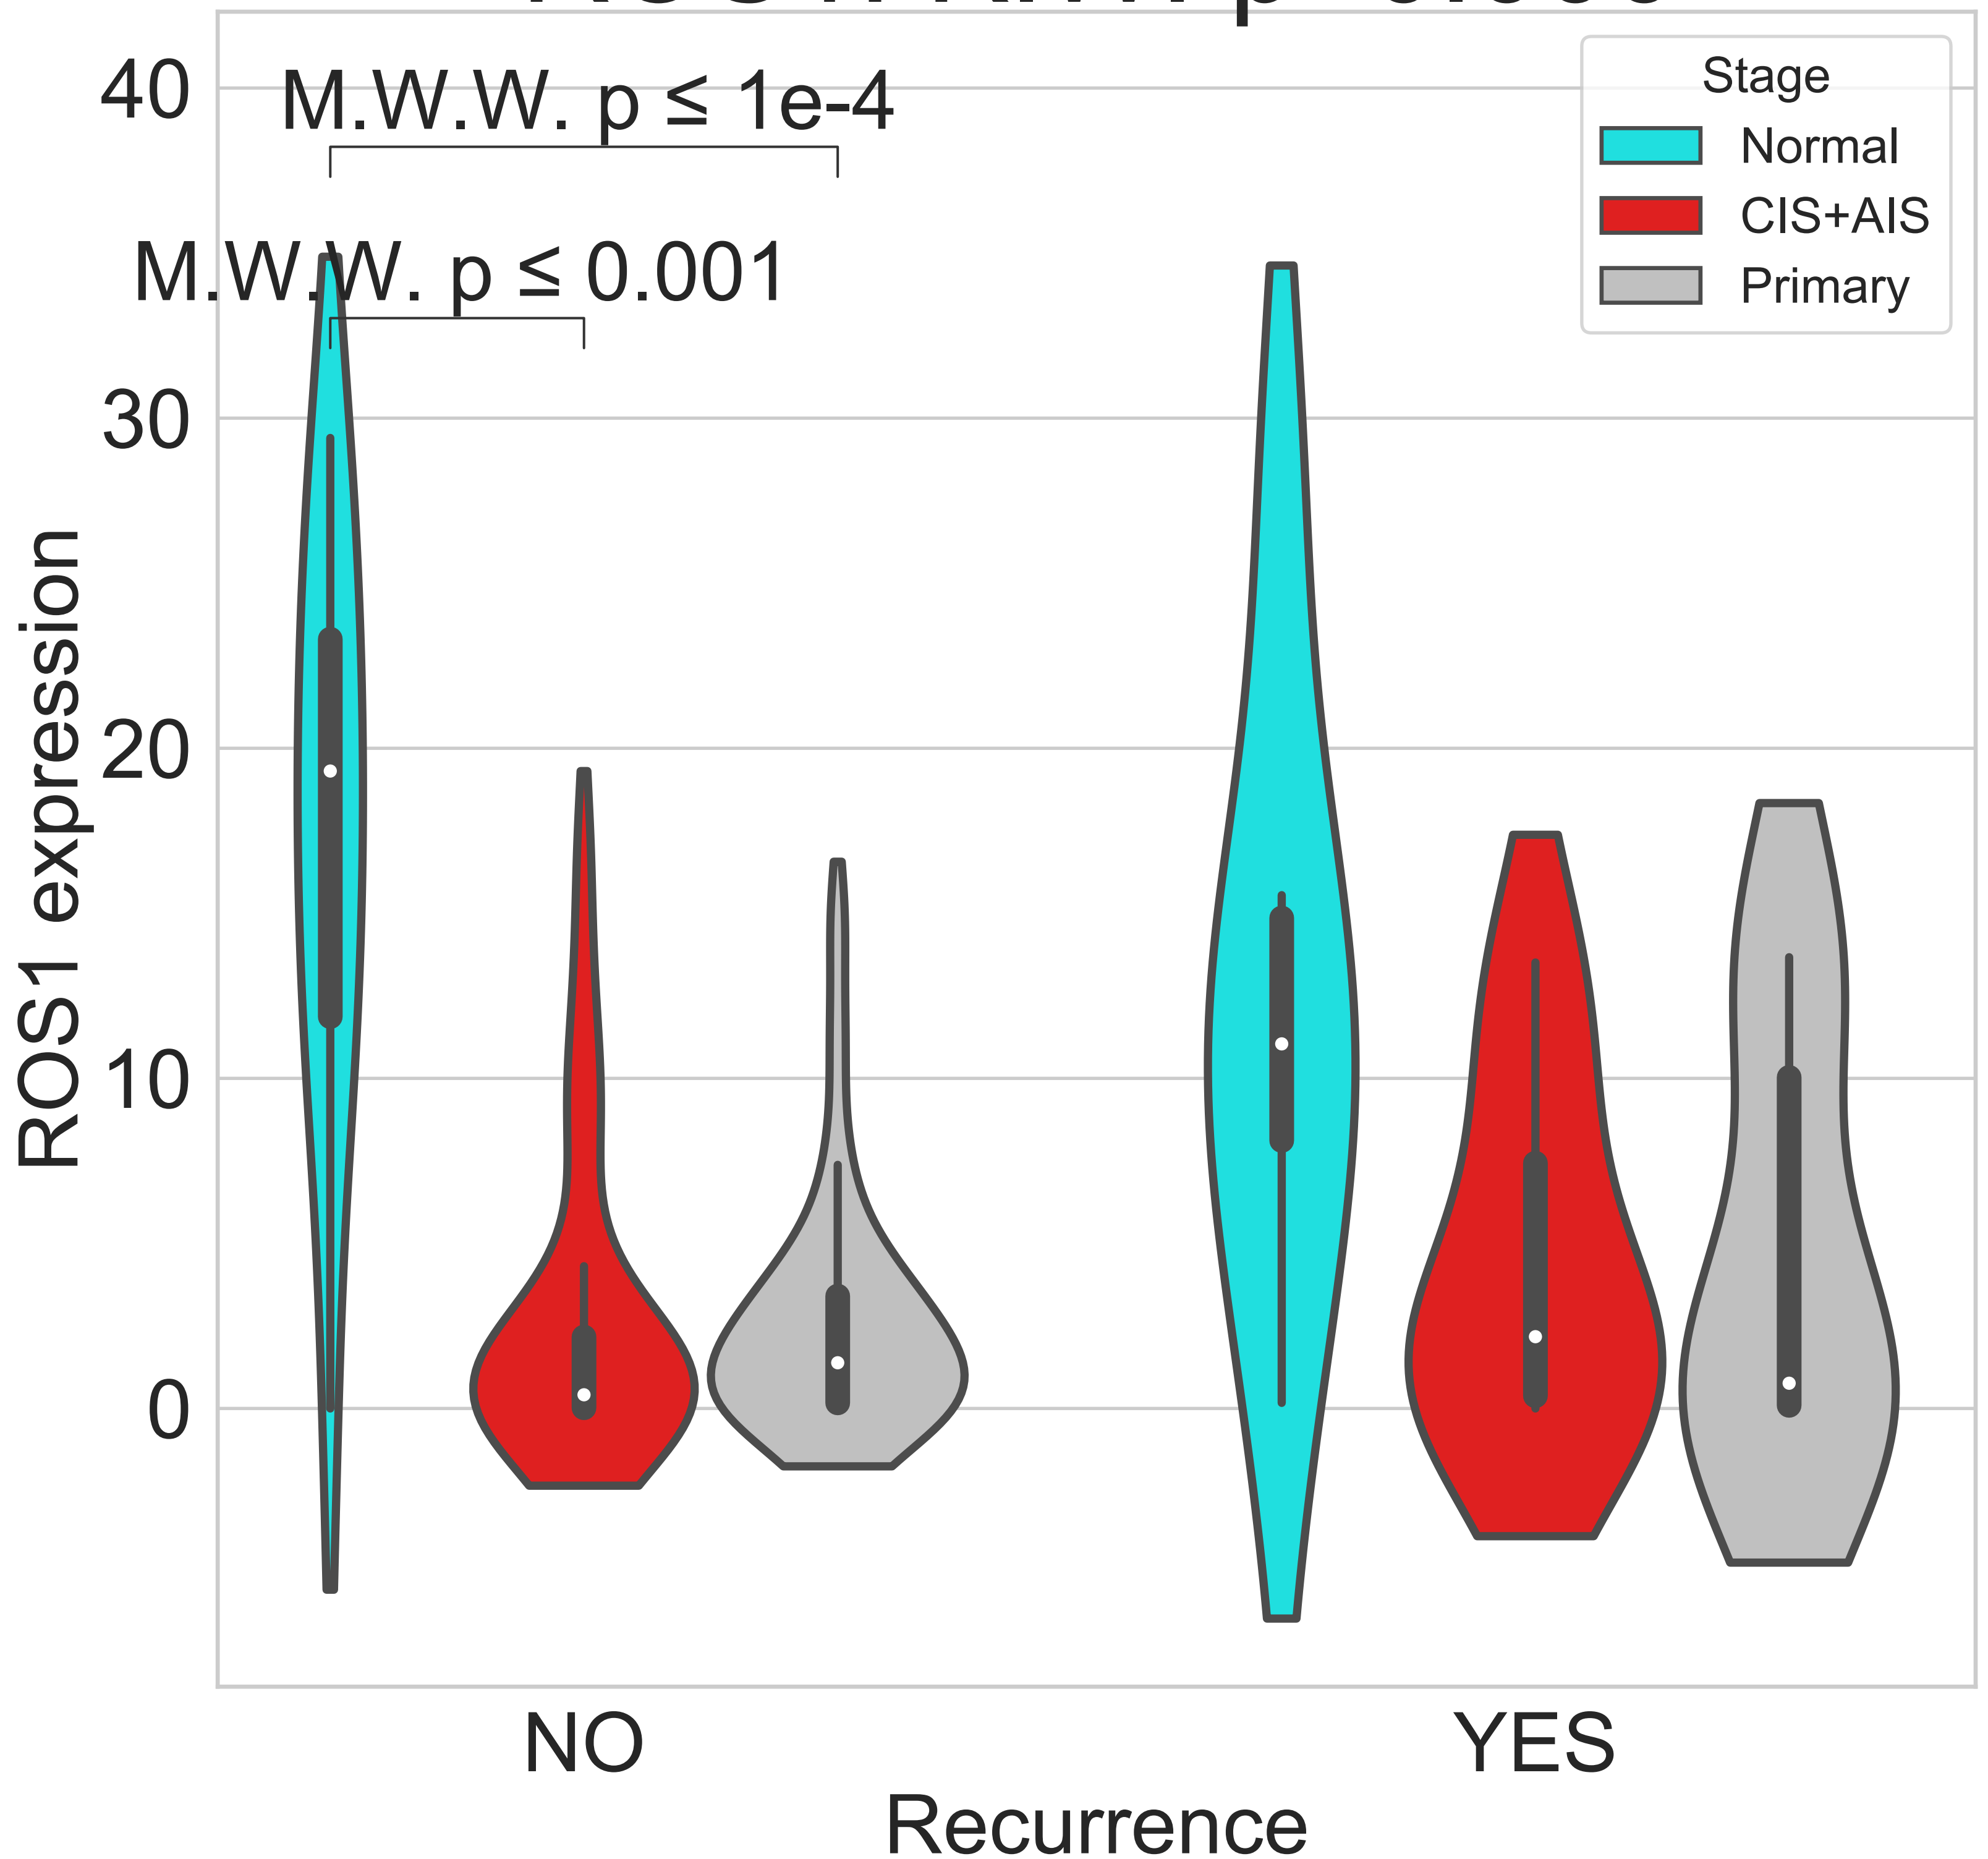 40
M.W.W. p ≤ 1e-4
Stage
Normal
CIS+AIS
Primary
M.W.W. p ≤ 0.001
30
20
10
0
ROS1 expression
NO
YES
Recurrence